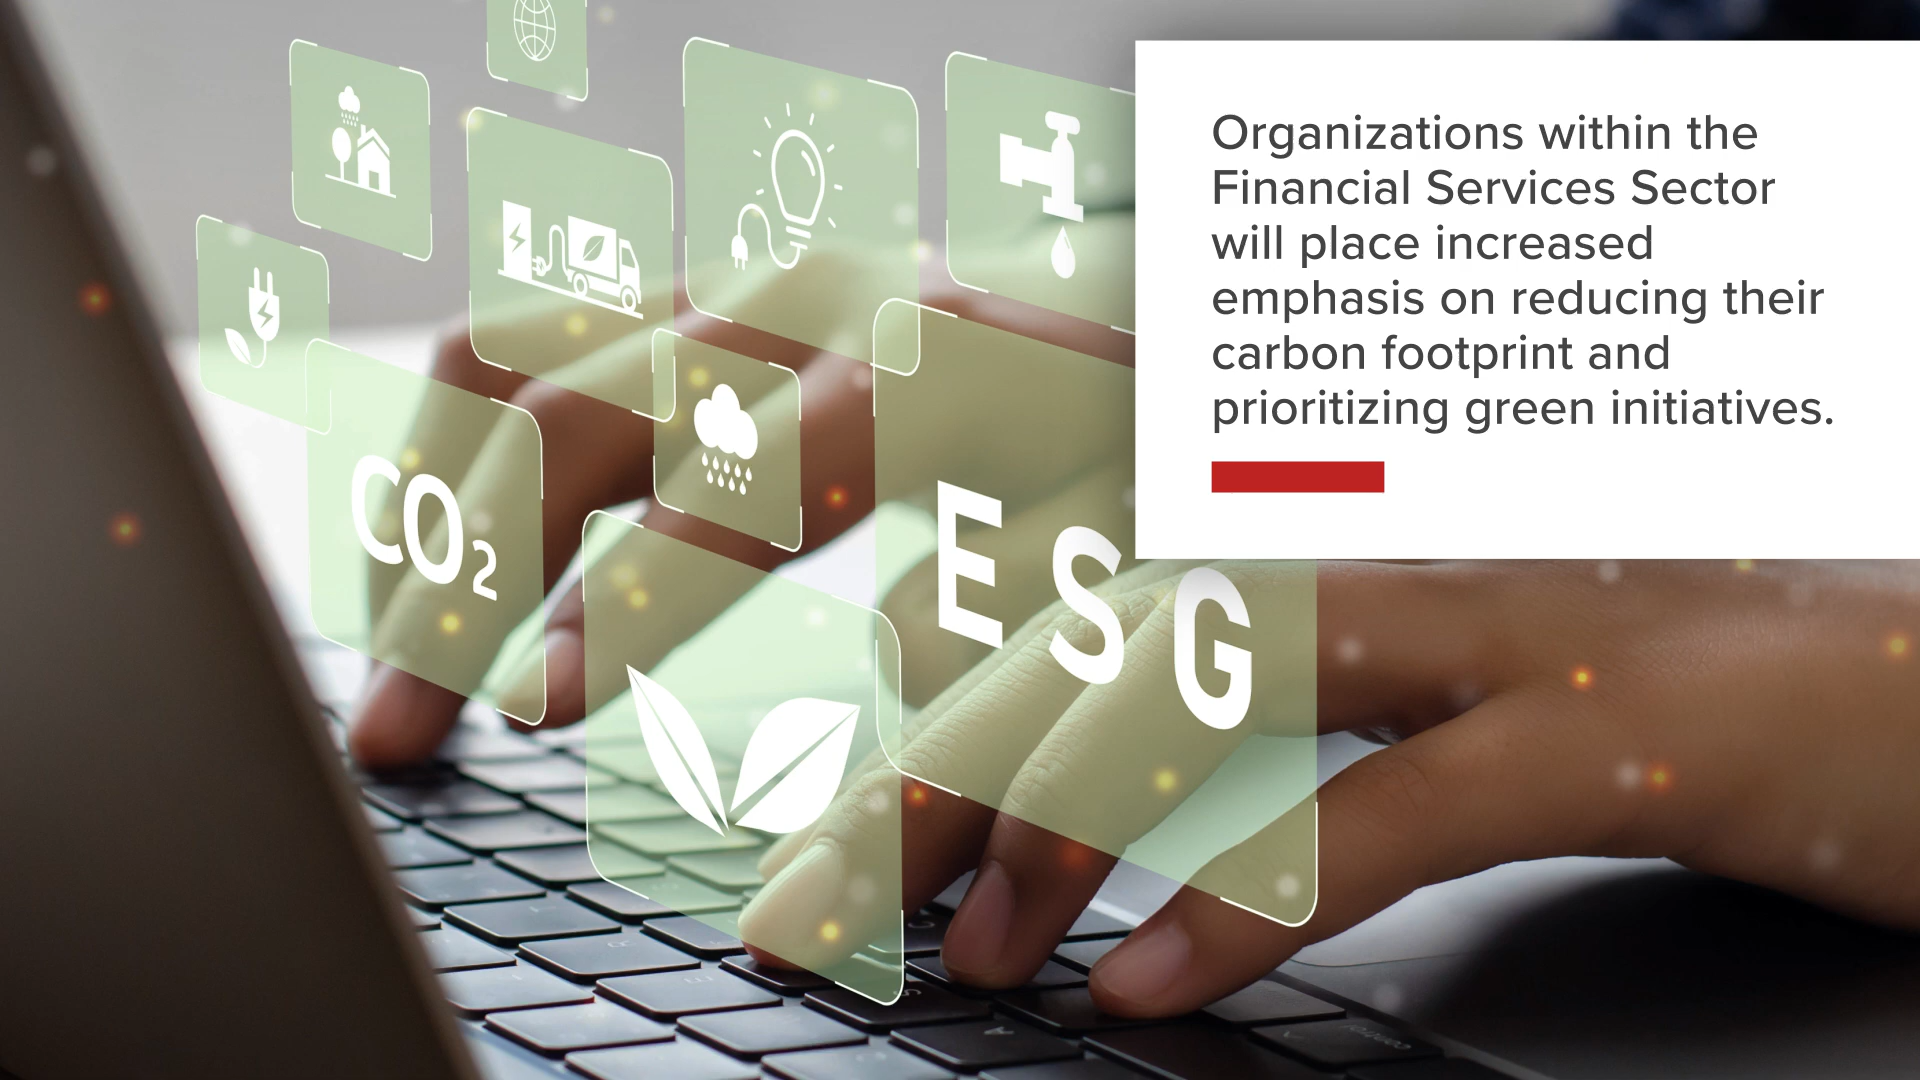 Organizations within the
Financial Services Sector
will place increased
emphasis on reducing their
carbon footprint and
prioritizing green initiatives.
CO2
ESG